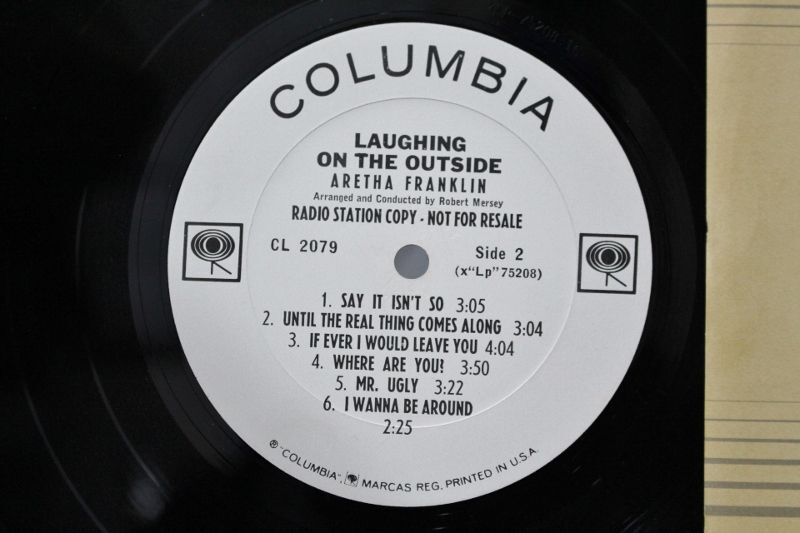 COLUMBIA
LAUGHING
ON THE OUTSIDE
ARETHA FRANKLIN
Arranged and Conducted by Robert Mersey
RADIO STATION COPY - NOT FOR RESALE
CL 2079
Side 2
(x"Lp"75208)
1. SAY IT ISN'T SO 3:05
2. UNTIL THE REAL THING COMES ALONG 3:04
3. IF EVER I WOULD LEAVE YOU 4:04
4. WHERE ARE YOU? 3:50
5. MR. UGLY 3:22
6. I WANNA BE AROUND
2:25
® "COLUMBIA", MARCAS REG. PRINTED IN U.S.A.